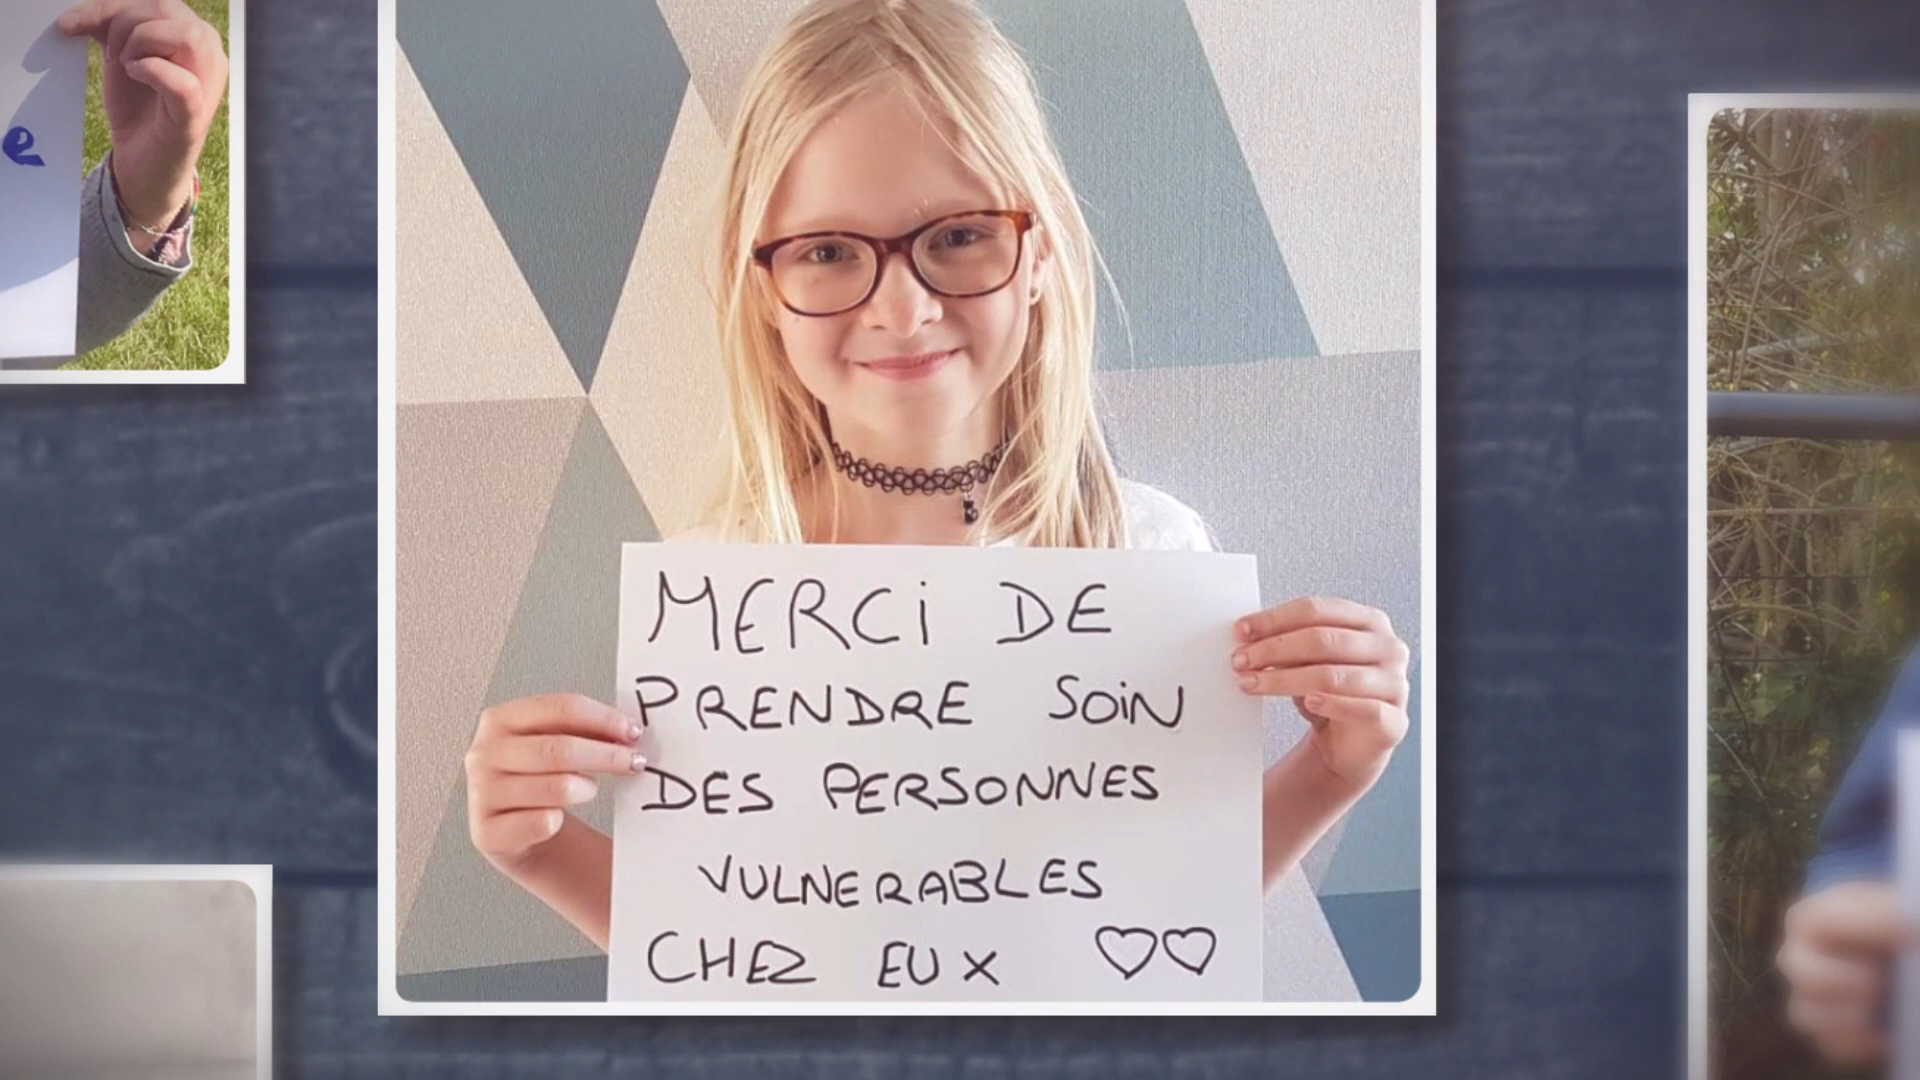 e
MERCi DE
PRENDRE SOiN
DES PERSONNES
VULNERABLES
CHEZ EUX ♡♡